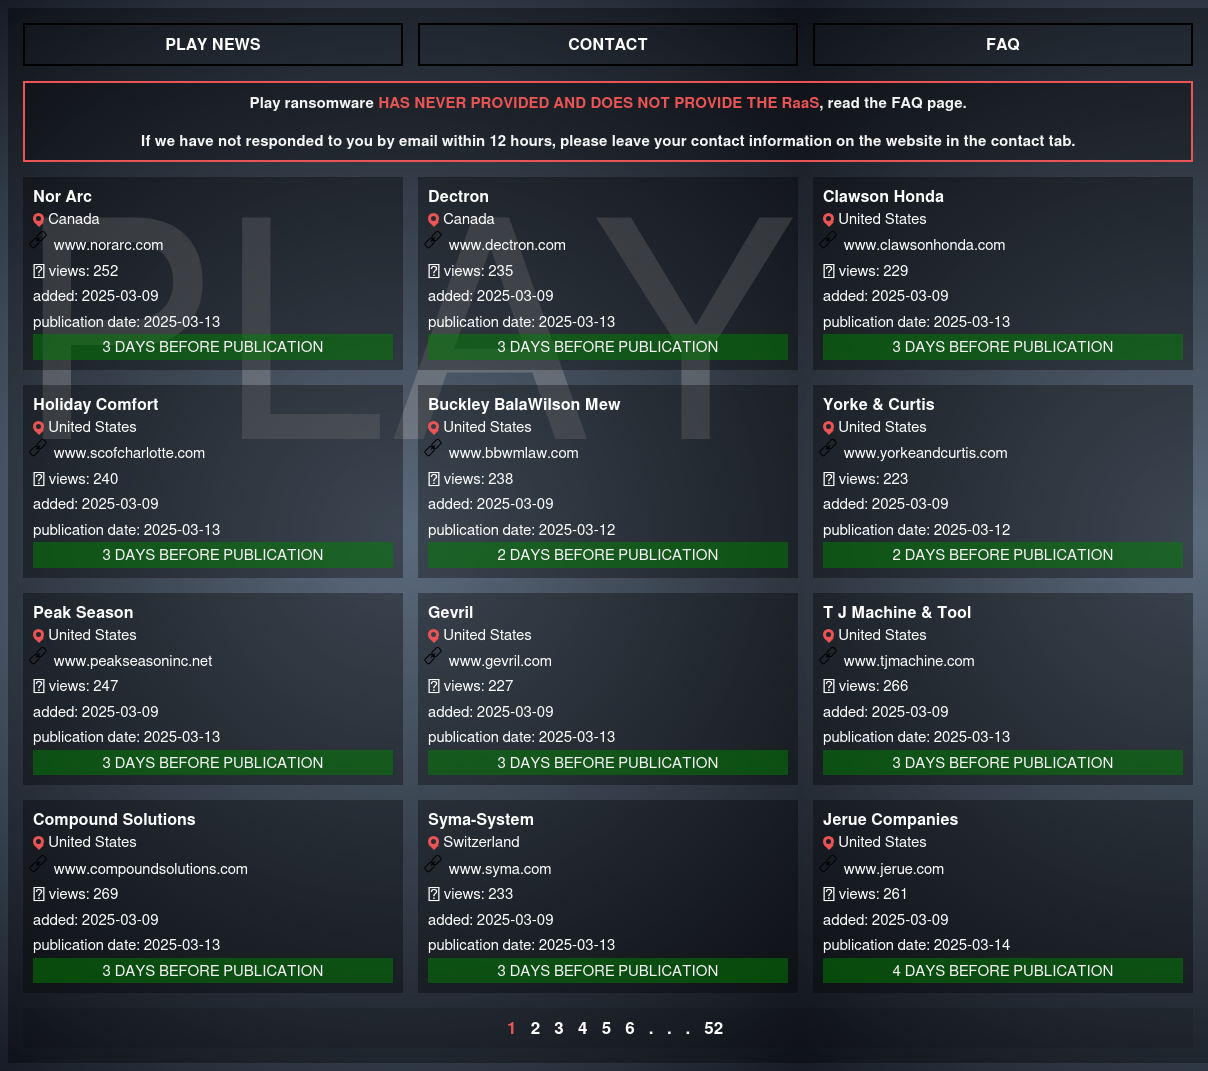 PLAY NEWS
CONTACT
FAQ
Play ransomware HAS NEVER PROVIDED AND DOES NOT PROVIDE THE RaaS, read the FAQ page.
If we have not responded to you by email within 12 hours, please leave your contact information on the website in the contact tab.
PLAY
Nor Arc
Canada
www.norarc.com
views: 252
added: 2025-03-09
publication date: 2025-03-13
3 DAYS BEFORE PUBLICATION
Dectron
Canada
www.dectron.com
views: 235
added: 2025-03-09
publication date: 2025-03-13
3 DAYS BEFORE PUBLICATION
Clawson Honda
United States
www.clawsonhonda.com
views: 229
added: 2025-03-09
publication date: 2025-03-13
3 DAYS BEFORE PUBLICATION
Holiday Comfort
United States
www.scofcharlotte.com
views: 240
added: 2025-03-09
publication date: 2025-03-13
3 DAYS BEFORE PUBLICATION
Buckley BalaWilson Mew
United States
www.bbwmlaw.com
views: 238
added: 2025-03-09
publication date: 2025-03-12
2 DAYS BEFORE PUBLICATION
Yorke & Curtis
United States
www.yorkeandcurtis.com
views: 223
added: 2025-03-09
publication date: 2025-03-12
2 DAYS BEFORE PUBLICATION
Peak Season
United States
www.peakseasoninc.net
views: 247
added: 2025-03-09
publication date: 2025-03-13
3 DAYS BEFORE PUBLICATION
Gevril
United States
www.gevril.com
views: 227
added: 2025-03-09
publication date: 2025-03-13
3 DAYS BEFORE PUBLICATION
T J Machine & Tool
United States
www.tjmachine.com
views: 266
added: 2025-03-09
publication date: 2025-03-13
3 DAYS BEFORE PUBLICATION
Compound Solutions
United States
www.compoundsolutions.com
views: 269
added: 2025-03-09
publication date: 2025-03-13
3 DAYS BEFORE PUBLICATION
Syma-System
Switzerland
www.syma.com
views: 233
added: 2025-03-09
publication date: 2025-03-13
3 DAYS BEFORE PUBLICATION
Jerue Companies
United States
www.jerue.com
views: 261
added: 2025-03-09
publication date: 2025-03-14
4 DAYS BEFORE PUBLICATION
1 2 3 4 5 6 . . . 52